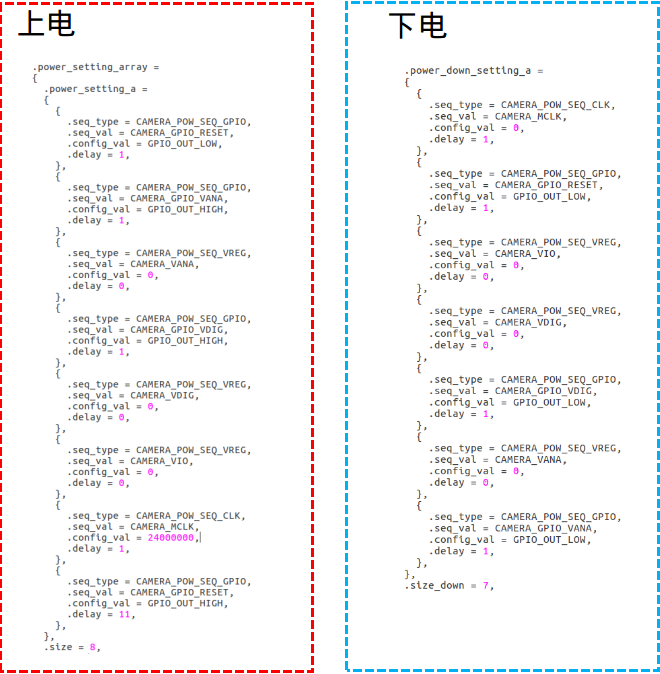 上电
.power_setting_array =
{
.power_setting_a =
{
{
.seq_type = CAMERA_POW_SEQ_GPIO,
.seq_val = CAMERA_GPIO_RESET,
.config_val = GPIO_OUT_LOW,
.delay = 1,
},
{
.seq_type = CAMERA_POW_SEQ_GPIO,
.seq_val = CAMERA_GPIO_VANA,
.config_val = GPIO_OUT_HIGH,
.delay = 1,
},
{
.seq_type = CAMERA_POW_SEQ_VREG,
.seq_val = CAMERA_VANA,
.config_val = 0,
.delay = 0,
},
{
.seq_type = CAMERA_POW_SEQ_GPIO,
.seq_val = CAMERA_GPIO_VDIG,
.config_val = GPIO_OUT_HIGH,
.delay = 1,
},
{
.seq_type = CAMERA_POW_SEQ_VREG,
.seq_val = CAMERA_VDIG,
.config_val = 0,
.delay = 0,
},
{
.seq_type = CAMERA_POW_SEQ_VREG,
.seq_val = CAMERA_VIO,
.config_val = 0,
.delay = 0,
},
{
.seq_type = CAMERA_POW_SEQ_CLK,
.seq_val = CAMERA_MCLK,
.config_val = 24000000,
.delay = 1,
},
{
.seq_type = CAMERA_POW_SEQ_GPIO,
.seq_val = CAMERA_GPIO_RESET,
.config_val = GPIO_OUT_HIGH,
.delay = 11,
},
},
.size = 8,
下电
.power_down_setting_a =
{
{
.seq_type = CAMERA_POW_SEQ_CLK,
.seq_val = CAMERA_MCLK,
.config_val = 0,
.delay = 1,
},
{
.seq_type = CAMERA_POW_SEQ_GPIO,
.seq_val = CAMERA_GPIO_RESET,
.config_val = GPIO_OUT_LOW,
.delay = 1,
},
{
.seq_type = CAMERA_POW_SEQ_VREG,
.seq_val = CAMERA_VIO,
.config_val = 0,
.delay = 0,
},
{
.seq_type = CAMERA_POW_SEQ_VREG,
.seq_val = CAMERA_VDIG,
.config_val = 0,
.delay = 0,
},
{
.seq_type = CAMERA_POW_SEQ_GPIO,
.seq_val = CAMERA_GPIO_VDIG,
.config_val = GPIO_OUT_LOW,
.delay = 1,
},
{
.seq_type = CAMERA_POW_SEQ_VREG,
.seq_val = CAMERA_VANA,
.config_val = 0,
.delay = 0,
},
{
.seq_type = CAMERA_POW_SEQ_GPIO,
.seq_val = CAMERA_GPIO_VANA,
.config_val = GPIO_OUT_LOW,
.delay = 1,
},
},
.size_down = 7,